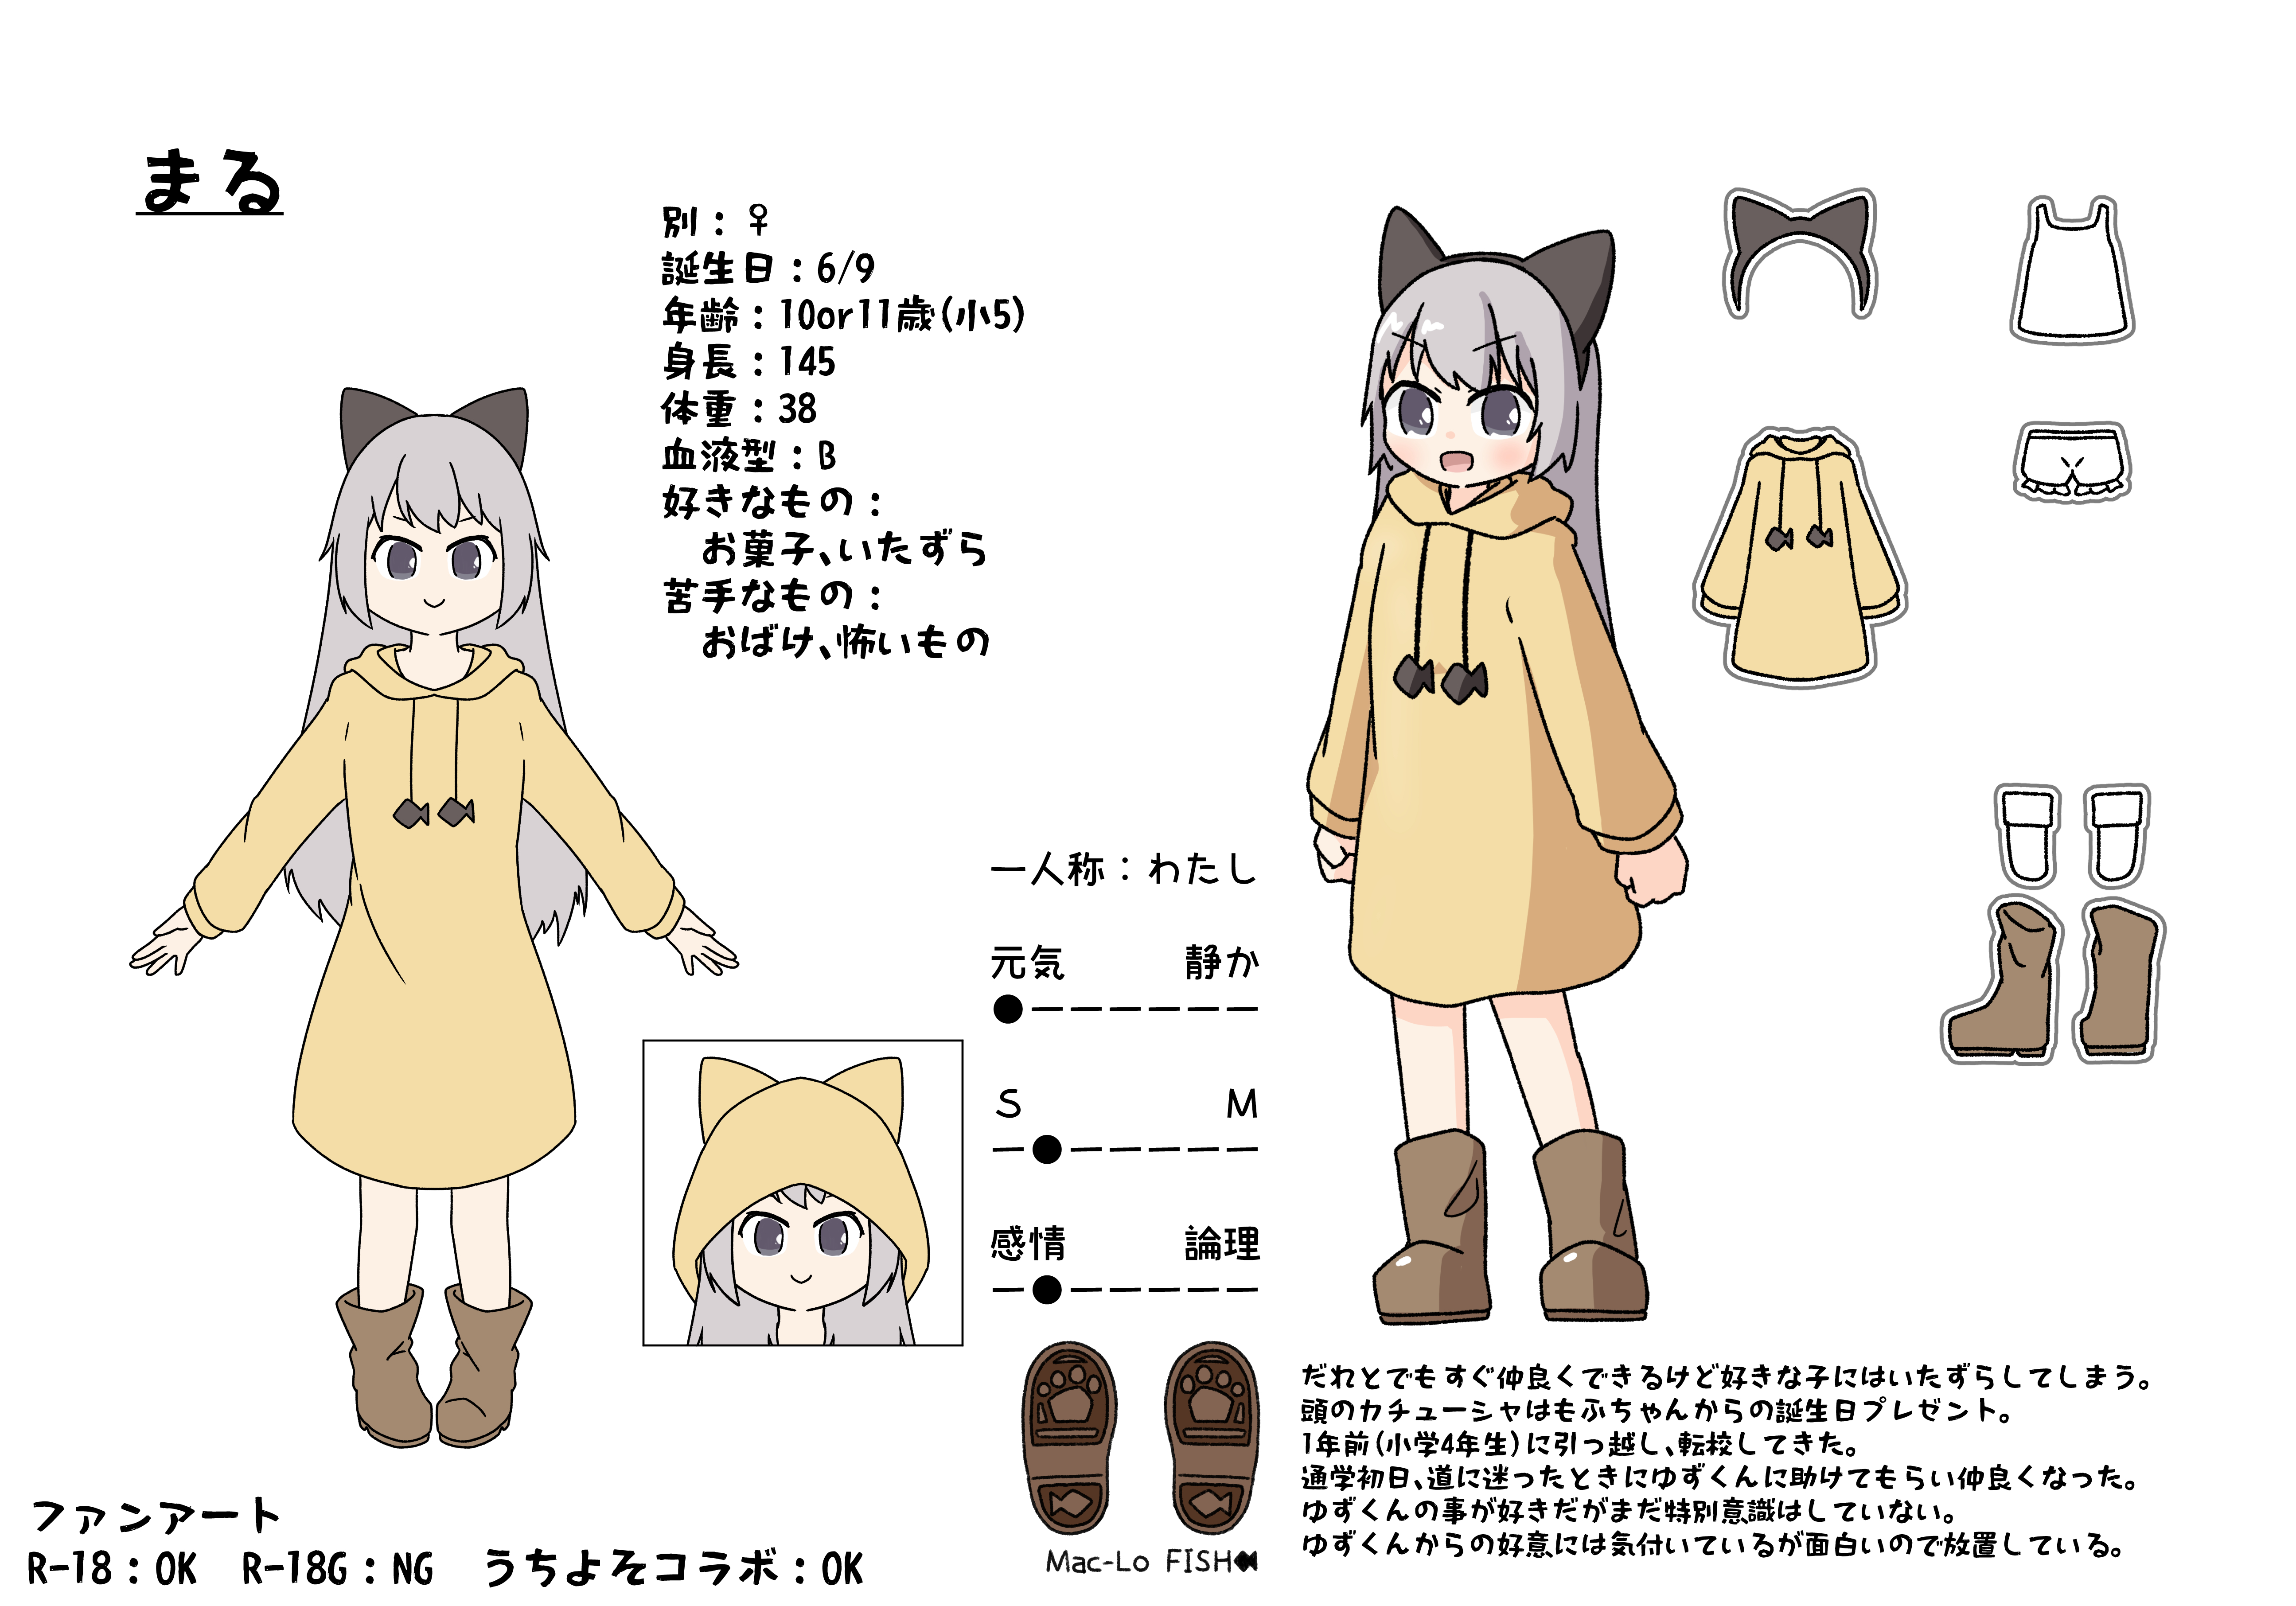 まる
別：♀
誕生日：6/9
年齢：10or11歳(小5)
身長：145
体重：38
血液型：B
好きなもの：
お菓子、いたずら
苦手なもの：
おばけ、怖いもの
一人称：わたし
元気 静か
S M
感情 論理
Mac-Lo FISH
だれとでもすぐ仲良くできるけど好きな子にはいたずらしてしまう。
頭のカチューシャはもふちゃんからの誕生日プレゼント。
1年前(小学4年生)に引っ越し、転校してきた。
通学初日、道に迷ったときにゆずくんに助けてもらい仲良くなった。
ゆずくんの事が好きだがまだ特別意識はしていない。
ゆずくんからの好意には気付いているが面白いので放置している。
ファンアート
R-18：OK R-18G：NG うちよそコラボ：OK